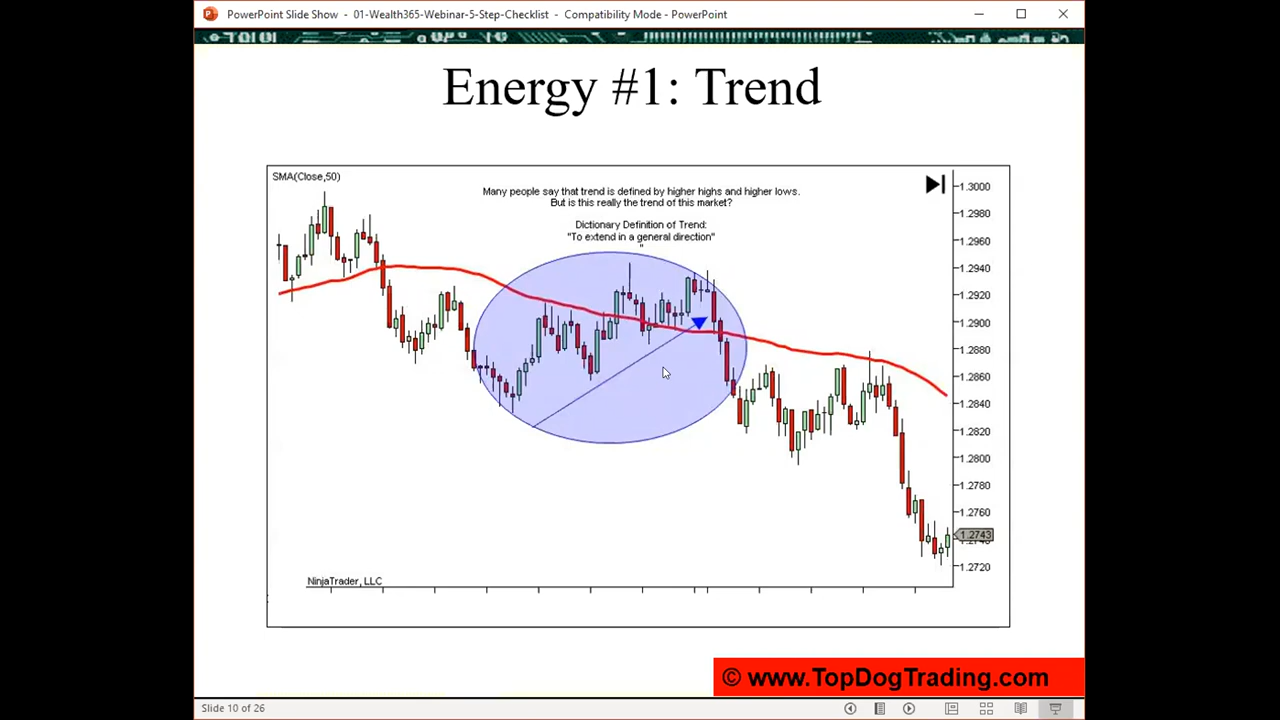 PowerPoint Slide Show - 01-Wealth365-Webinar-5-Step-Checklist - Compatibility Mode - PowerPoint
Energy #1: Trend
SMA(Close,50)
Many people say that trend is defined by higher highs and higher lows.
But is this really the trend of this market?
Dictionary Definition of Trend:
"To extend in a general direction"
"
1.3000
1.2980
1.2960
1.2940
1.2920
1.2900
1.2880
1.2860
1.2840
1.2820
1.2800
1.2780
1.2760
1.2743
1.2720
NinjaTrader, LLC
© www.TopDogTrading.com
Slide 10 of 26